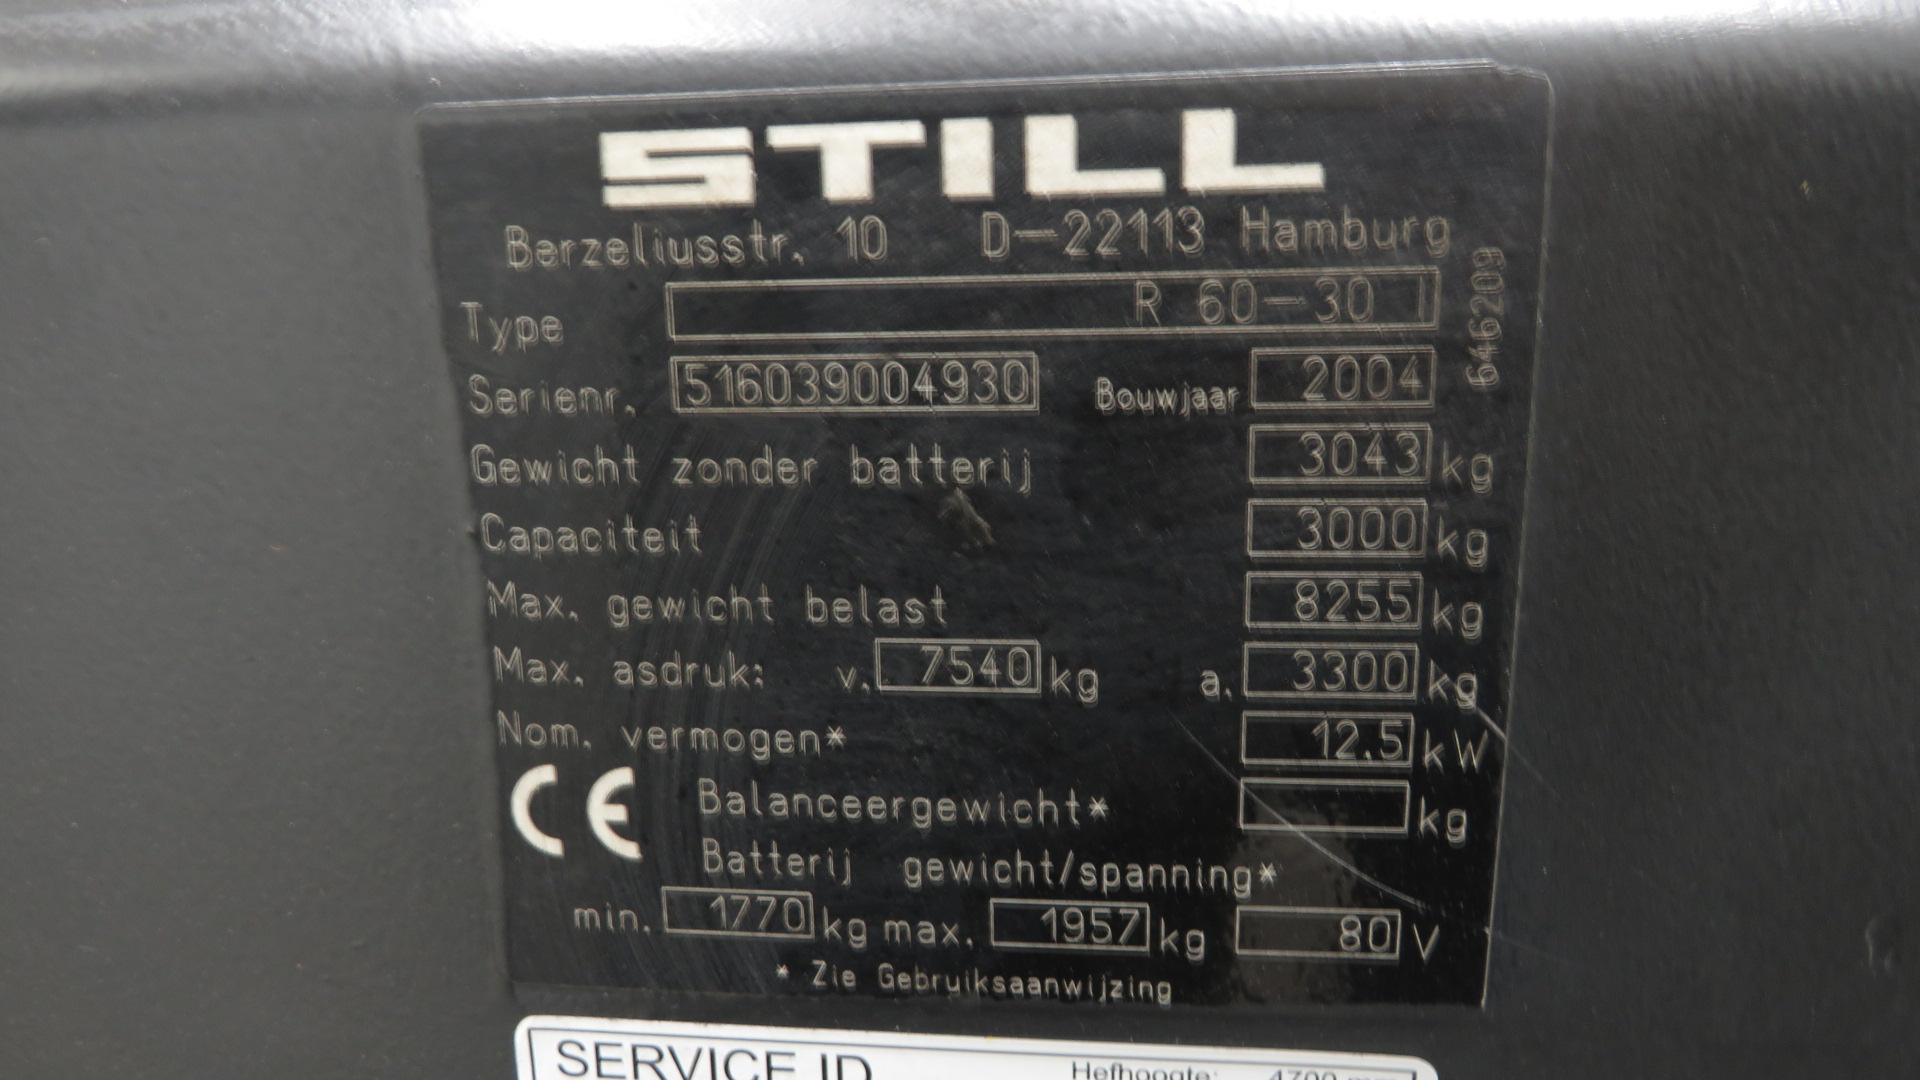 STILL
Berzeliusstr. 10 D-22113 Hamburg
Type R 60-30 I
646209
Serienr. 516039004930 Bouwjaar 2004
Gewicht zonder batterij 3043 kg
Capaciteit 3000 kg
Max. gewicht belast 8255 kg
Max. asdruk: v. 7540 kg a. 3300 kg
Nom. vermogen* 12.5 kW
CE Balanceergewicht* kg
Batterij gewicht/spanning*
min. 1770 kg max. 1957 kg 80 V
* Zie Gebruiksaanwijzing
SERVICE ID Hefhoogte: 4700 mm